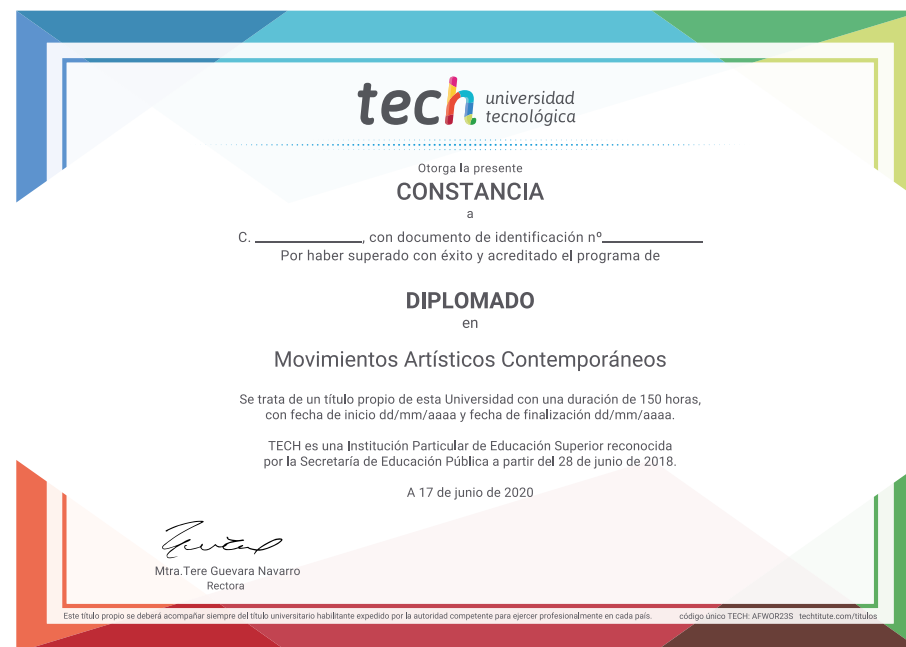 tech universidad
tecnológica
Otorga la presente
CONSTANCIA
a
C. ____________, con documento de identificación nº____________
Por haber superado con éxito y acreditado el programa de
DIPLOMADO
en
Movimientos Artísticos Contemporáneos
Se trata de un título propio de esta Universidad con una duración de 150 horas,
con fecha de inicio dd/mm/aaaa y fecha de finalización dd/mm/aaaa.
TECH es una Institución Particular de Educación Superior reconocida
por la Secretaría de Educación Pública a partir del 28 de junio de 2018.
A 17 de junio de 2020
Mtra.Tere Guevara Navarro
Rectora
Este título propio se deberá acompañar siempre del título universitario habilitante expedido por la autoridad competente para ejercer profesionalmente en cada país. código único TECH: AFWOR23S techtitute.com/títulos